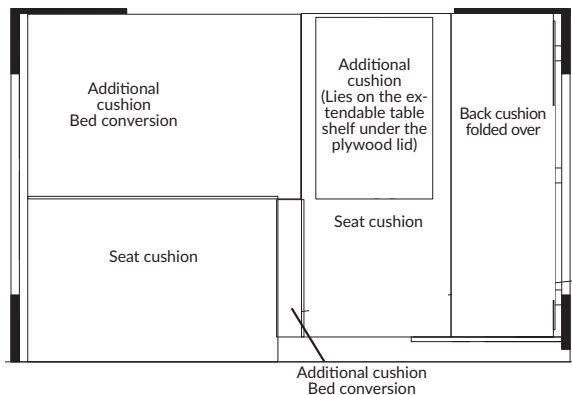 Additional
cushion
Bed conversion
Additional
cushion
(Lies on the ex-
tendable table
shelf under the
plywood lid)
Back cushion
folded over
Seat cushion
Seat cushion
Additional cushion
Bed conversion